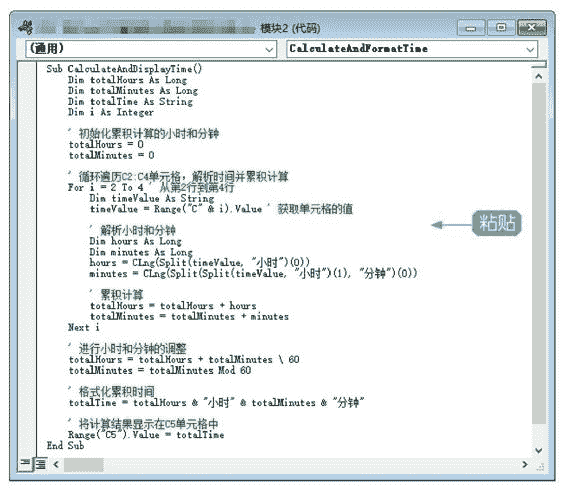 模块2 (代码)
(通用)
CalculateAndFormatTime
Sub CalculateAndDisplayTime()
Dim totalHours As Long
Dim totalMinutes As Long
Dim totalTime As String
Dim i As Integer
' 初始化累积计算的小时和分钟
totalHours = 0
totalMinutes = 0
' 循环遍历C2:C4单元格，解析时间并累积计算
For i = 2 To 4 ' 从第2行到第4行
Dim timeValue As String
timeValue = Range("C" & i).Value ' 获取单元格的值
' 解析小时和分钟
Dim hours As Long
Dim minutes As Long
hours = CLng(Split(timeValue, "小时")(0))
minutes = CLng(Split(Split(timeValue, "小时")(1), "分钟")(0))
' 累积计算
totalHours = totalHours + hours
totalMinutes = totalMinutes + minutes
Next i
' 进行小时和分钟的调整
totalHours = totalHours + totalMinutes \ 60
totalMinutes = totalMinutes Mod 60
' 格式化累积时间
totalTime = totalHours & "小时" & totalMinutes & "分钟"
' 将计算结果显示在C5单元格中
Range("C5").Value = totalTime
End Sub
粘贴